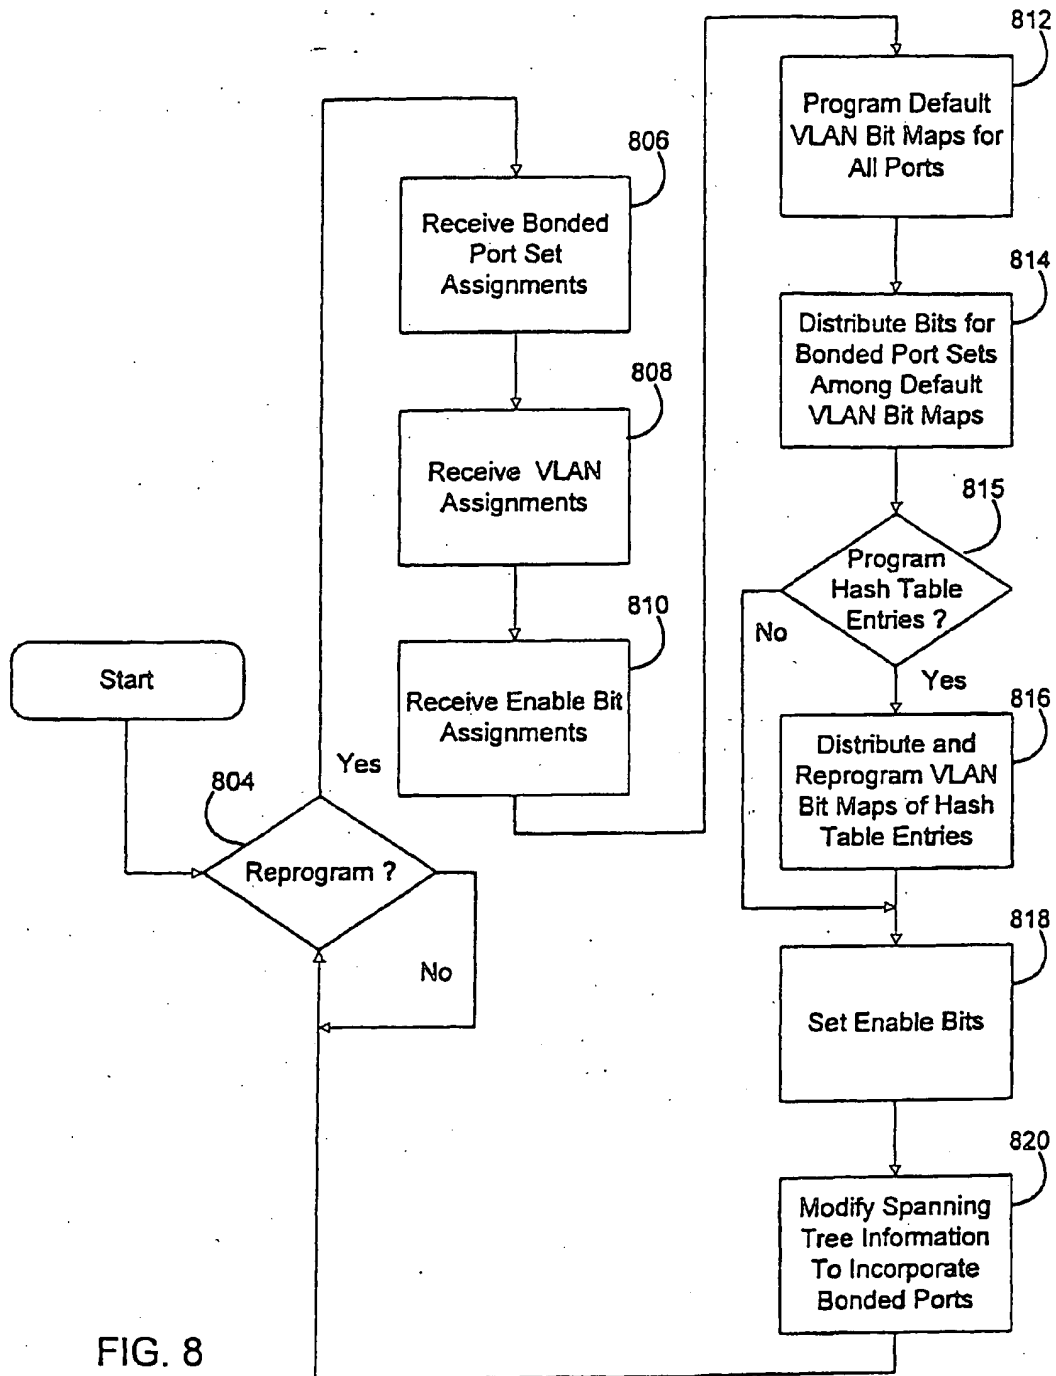 Start
804
Reprogram ?
Yes
No
806
Receive Bonded
Port Set
Assignments
808
Receive VLAN
Assignments
810
Receive Enable Bit
Assignments
812
Program Default
VLAN Bit Maps for
All Ports
814
Distribute Bits for
Bonded Port Sets
Among Default
VLAN Bit Maps
815
Program
Hash Table
Entries ?
No
Yes
816
Distribute and
Reprogram VLAN
Bit Maps of Hash
Table Entries
818
Set Enable Bits
820
Modify Spanning
Tree Information
To Incorporate
Bonded Ports
FIG. 8